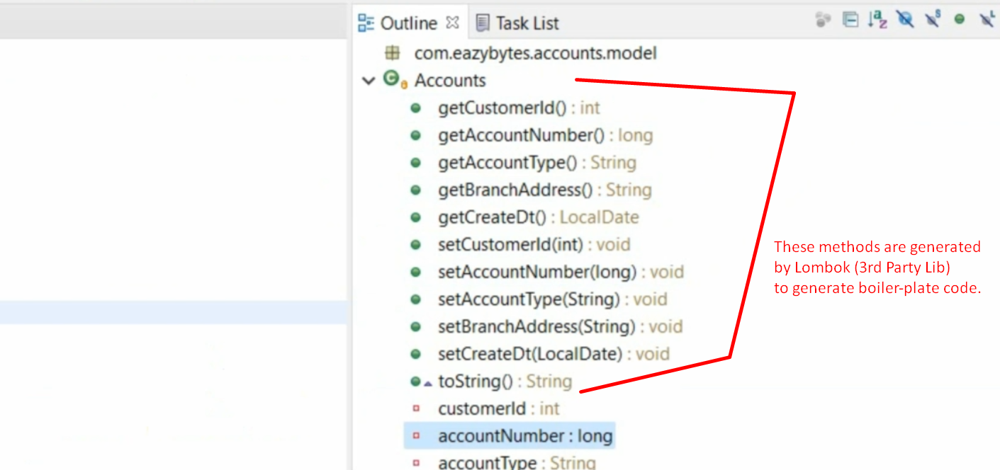 Outline Task List
com.eazybytes.accounts.model
Accounts
getCustomerId() : int
getAccountNumber() : long
getAccountType() : String
getBranchAddress() : String
getCreateDt() : LocalDate
setCustomerId(int) : void
setAccountNumber(long) : void
setAccountType(String) : void
setBranchAddress(String) : void
setCreateDt(LocalDate) : void
toString() : String
customerId : int
accountNumber : long
accountType : String
These methods are generated
by Lombok (3rd Party Lib)
to generate boiler-plate code.